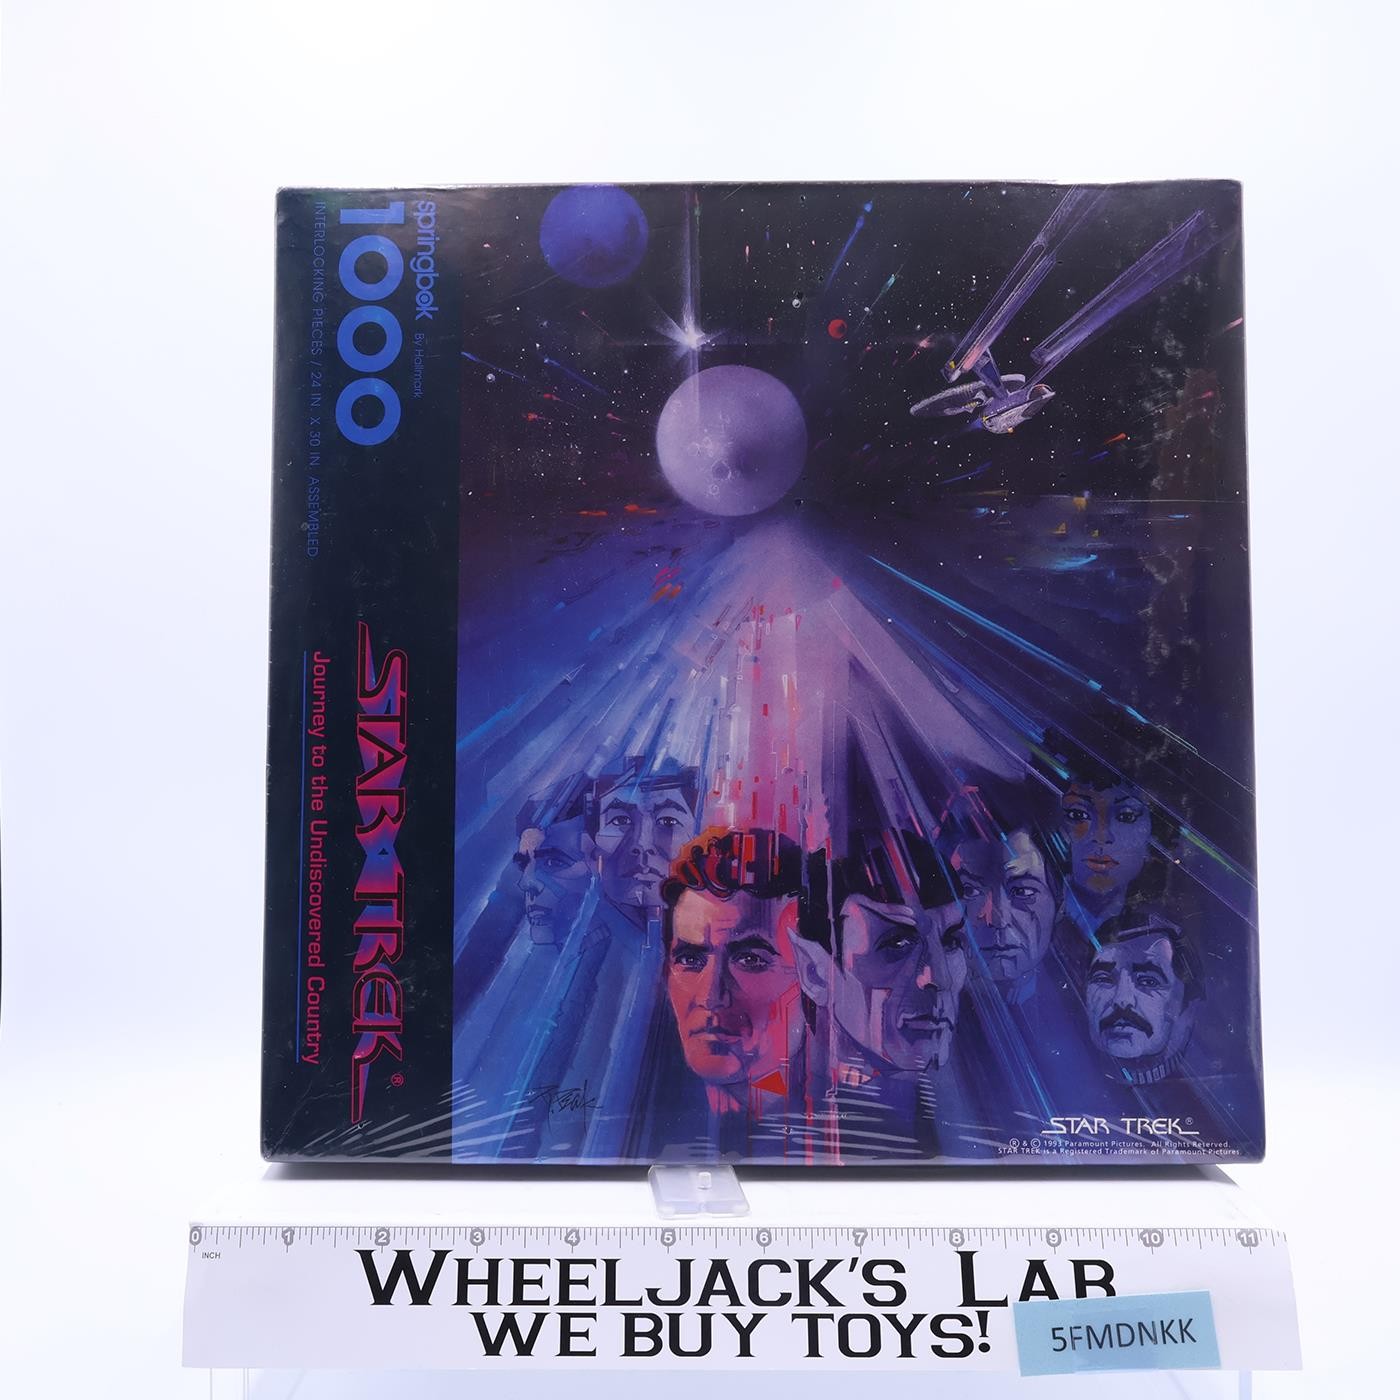 springbok By Hallmark
1000
INTERLOCKING PIECES / 24 IN. X 30 IN. ASSEMBLED
STAR TREK®
Journey to the Undiscovered Country
STAR TREK®
® & © 1993 Paramount Pictures. All Rights Reserved.
STAR TREK is a Registered Trademark of Paramount Pictures.
0 1 2 3 4 5 6 7 8 9 10 11
INCH
WHEELJACK'S LAB
WE BUY TOYS!
5FMDNKK